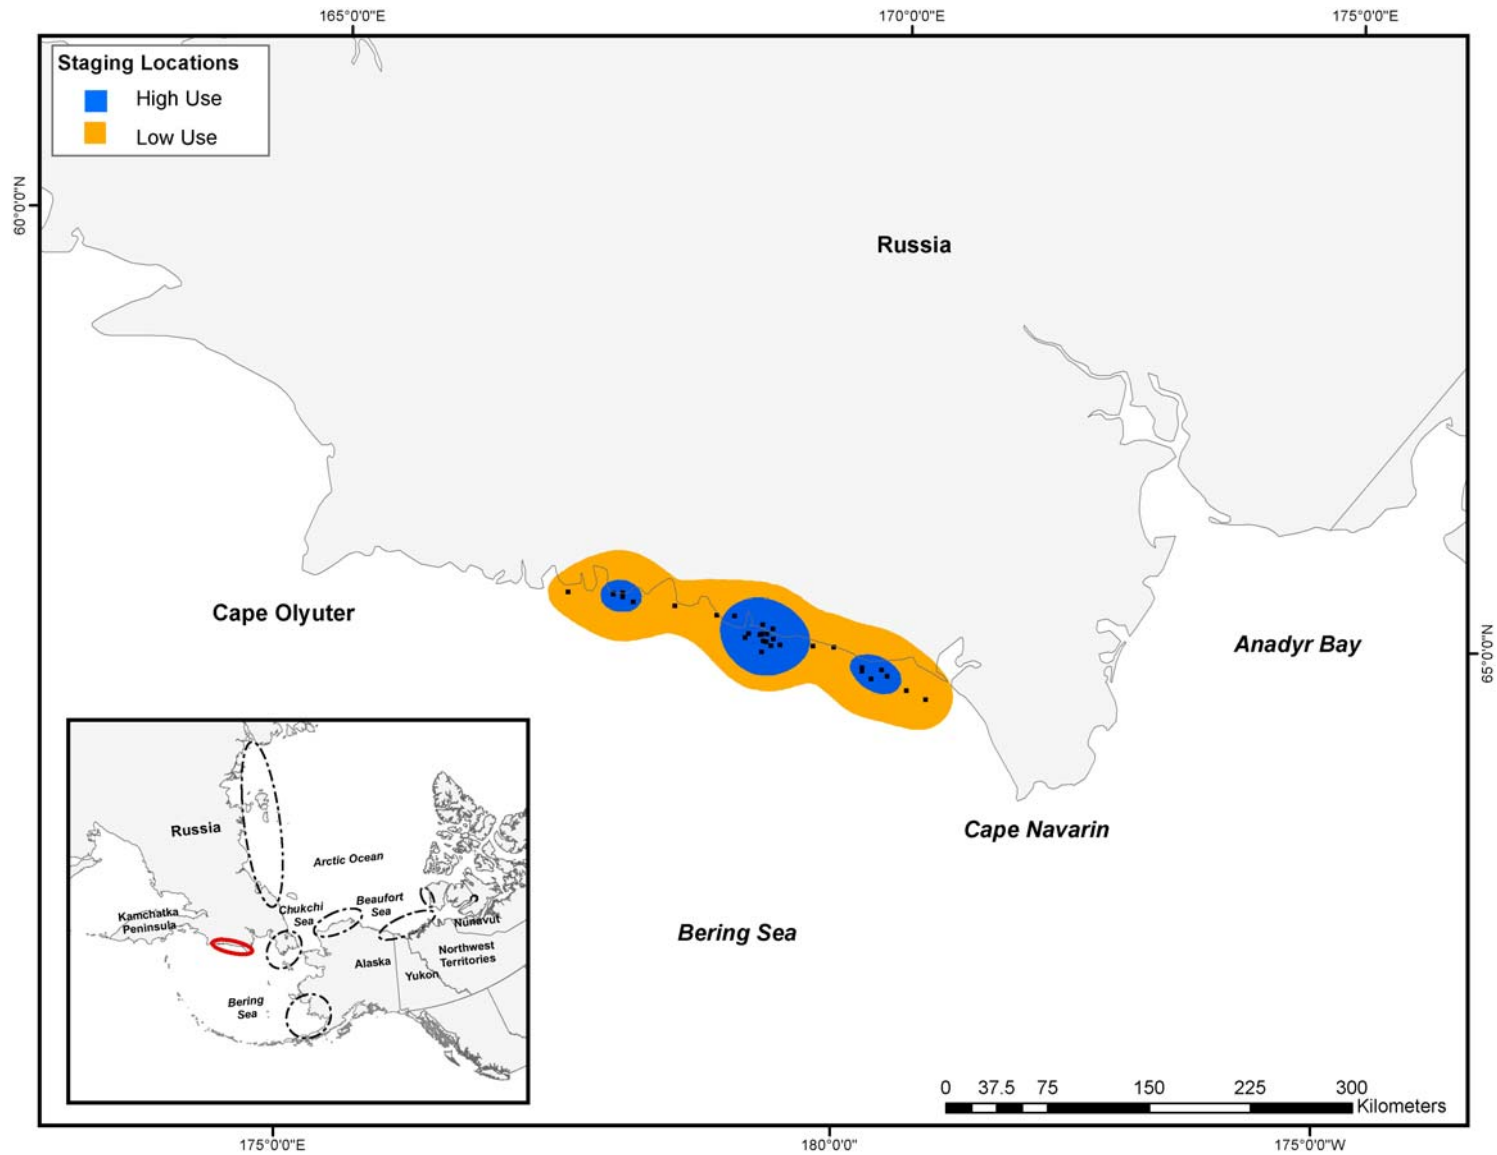 165°0'0"E
170°0'0"E
175°0'0"E
Staging Locations
High Use
Low Use
60°0'0"N
Russia
Cape Olyuter
Anadyr Bay
65°0'0"N
Cape Navarin
Bering Sea
Russia
Arctic Ocean
Chukchi
Sea
Beaufort
Sea
Kamchatka
Peninsula
Nunavut
Northwest
Territories
Alaska
Yukon
Bering
Sea
0 37.5 75 150 225 300
Kilometers
175°0'0"E
180°0'0"
175°0'0"W